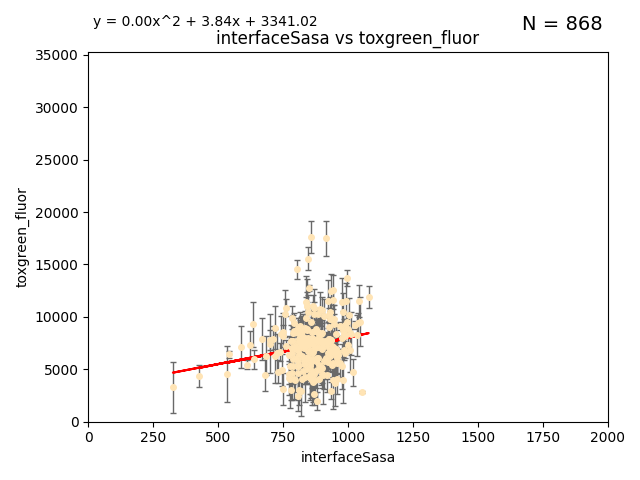 y = 0.00x^2 + 3.84x + 3341.02
N = 868
interfaceSasa vs toxgreen_fluor
35000
30000
25000
20000
15000
10000
5000
0
toxgreen_fluor
0 250 500 750 1000 1250 1500 1750 2000
interfaceSasa